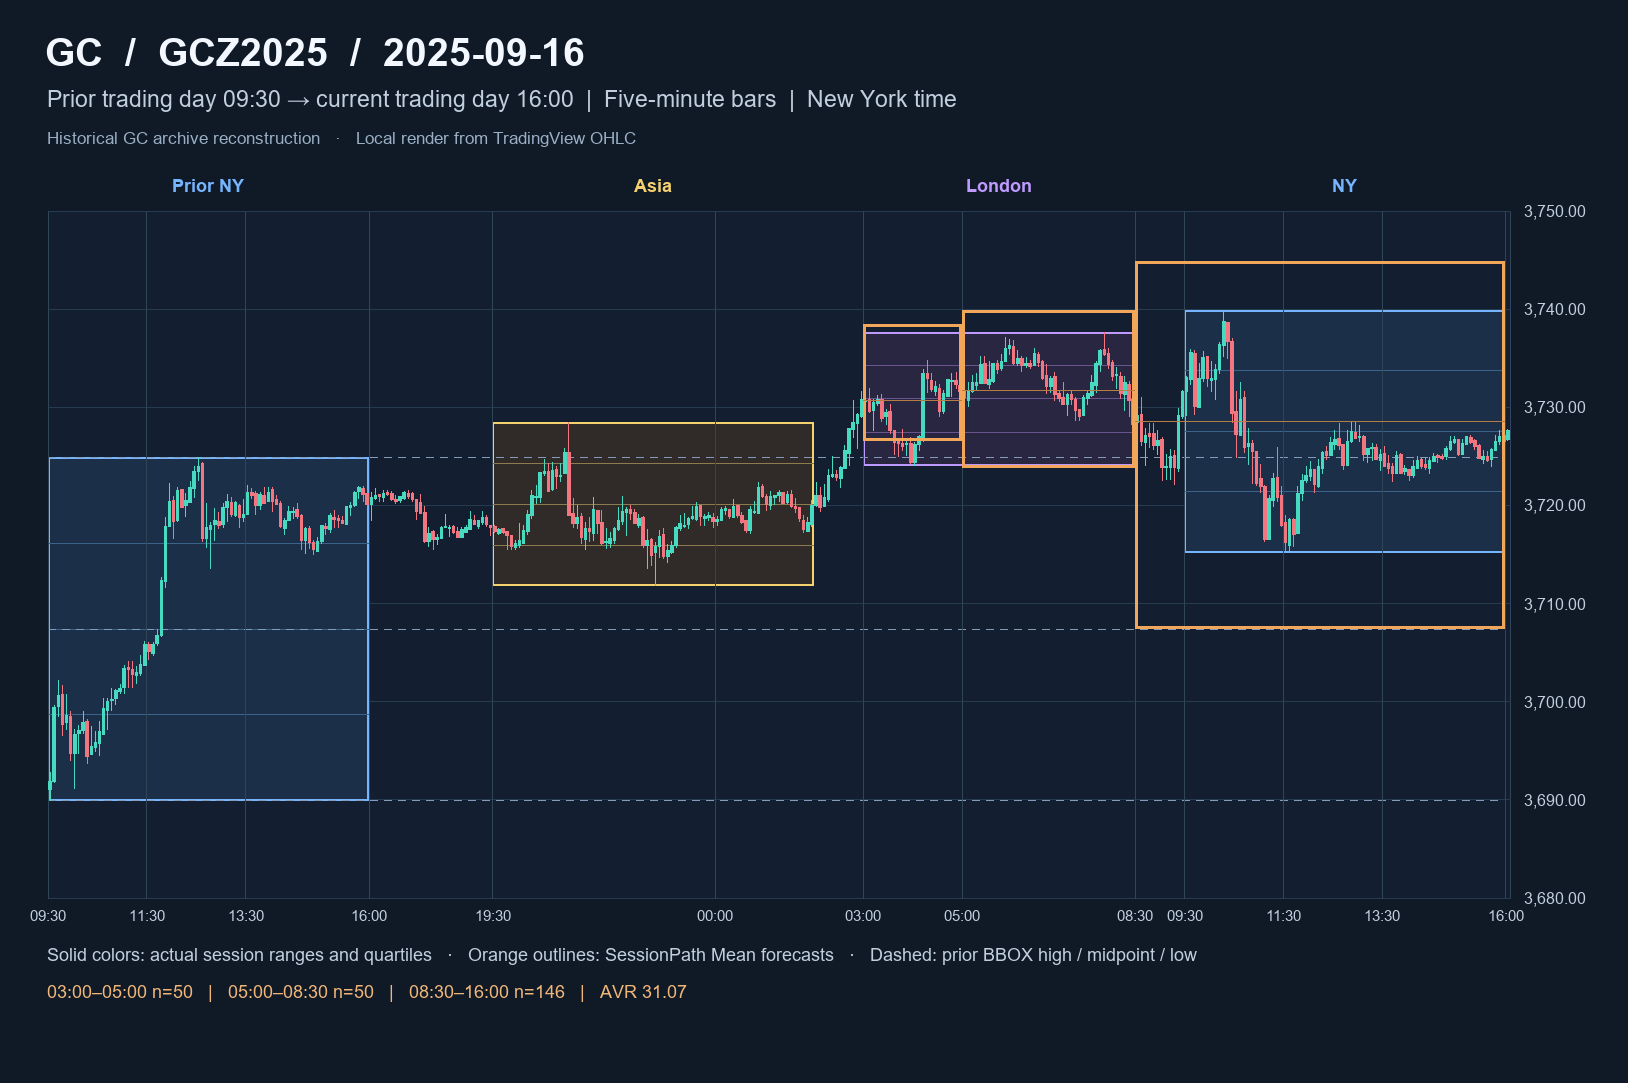 GC / GCZ2025 / 2025-09-16
Prior trading day 09:30 → current trading day 16:00 | Five-minute bars | New York time
Historical GC archive reconstruction · Local render from TradingView OHLC
Prior NY Asia London NY
3,750.00
3,740.00
3,730.00
3,720.00
3,710.00
3,700.00
3,690.00
3,680.00
09:30 11:30 13:30 16:00 19:30 00:00 03:00 05:00 08:30 09:30 11:30 13:30 16:00
Solid colors: actual session ranges and quartiles · Orange outlines: SessionPath Mean forecasts · Dashed: prior BBOX high / midpoint / low
03:00–05:00 n=50 | 05:00–08:30 n=50 | 08:30–16:00 n=146 | AVR 31.07